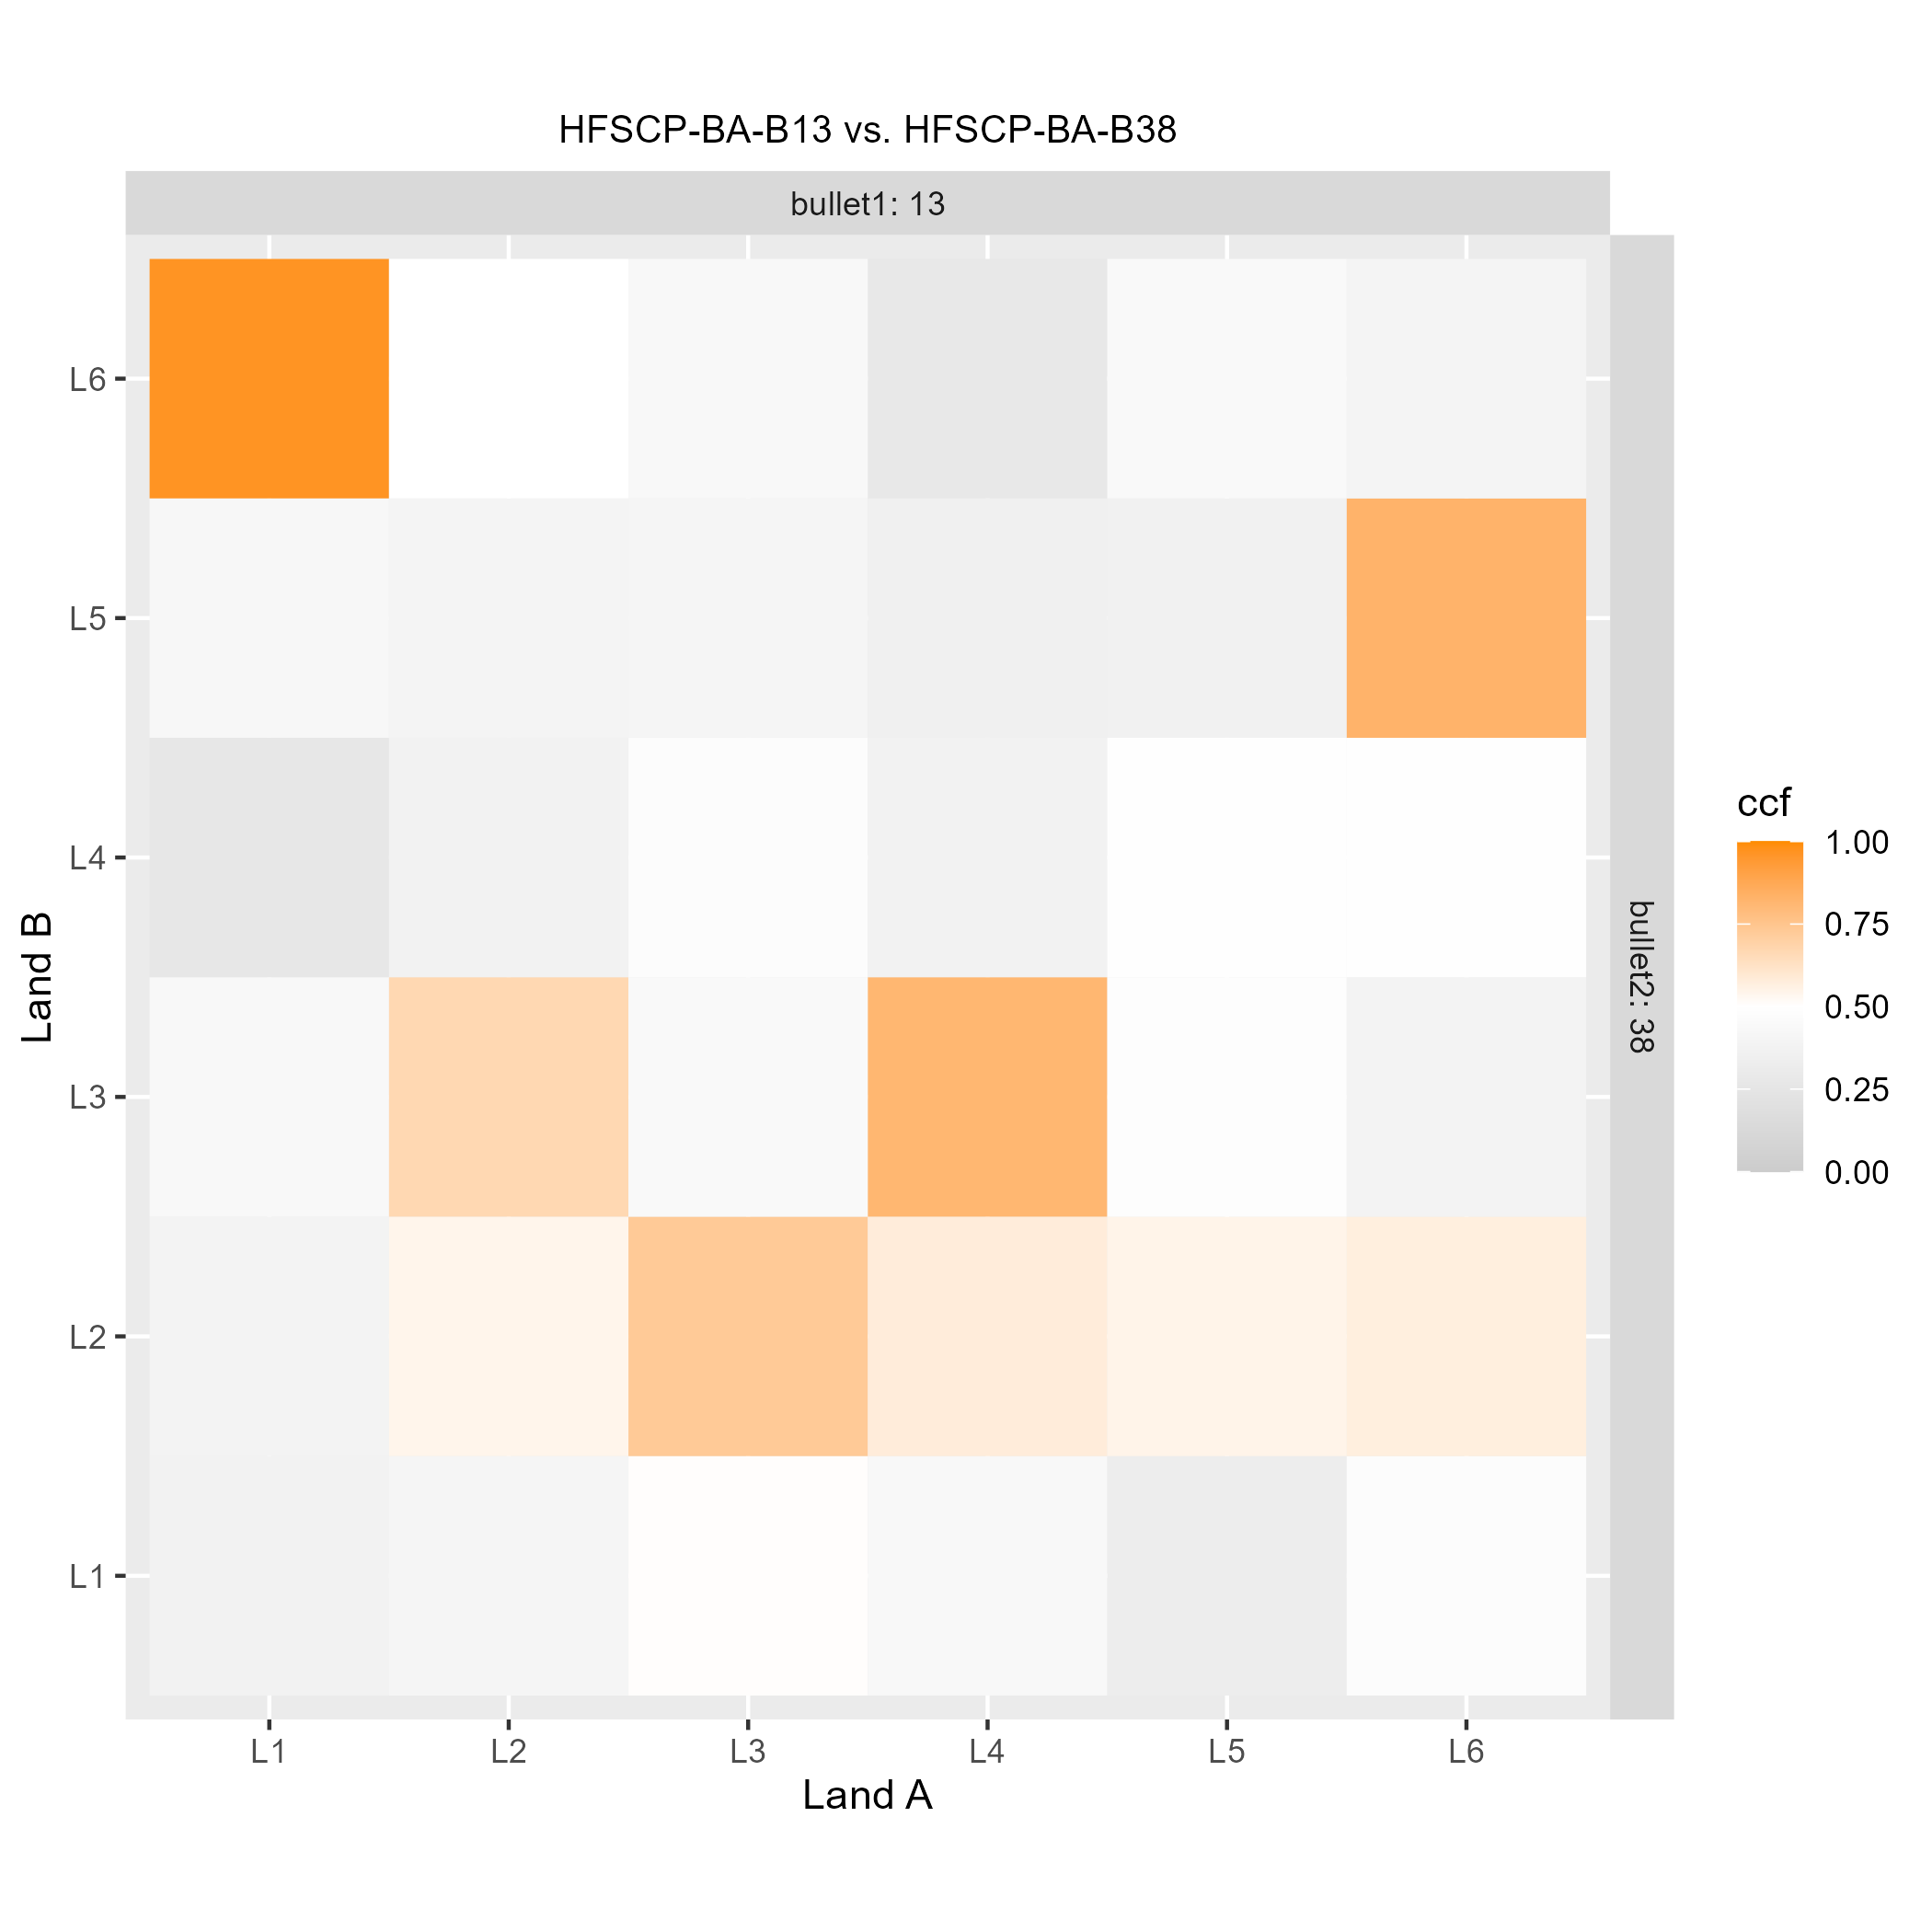 HFSCP-BA-B13 vs. HFSCP-BA-B38
bullet1: 13
L6
L5
L4
L3
L2
L1
Land B
bullet2: 38
L1 L2 L3 L4 L5 L6
Land A
ccf
1.00
0.75
0.50
0.25
0.00